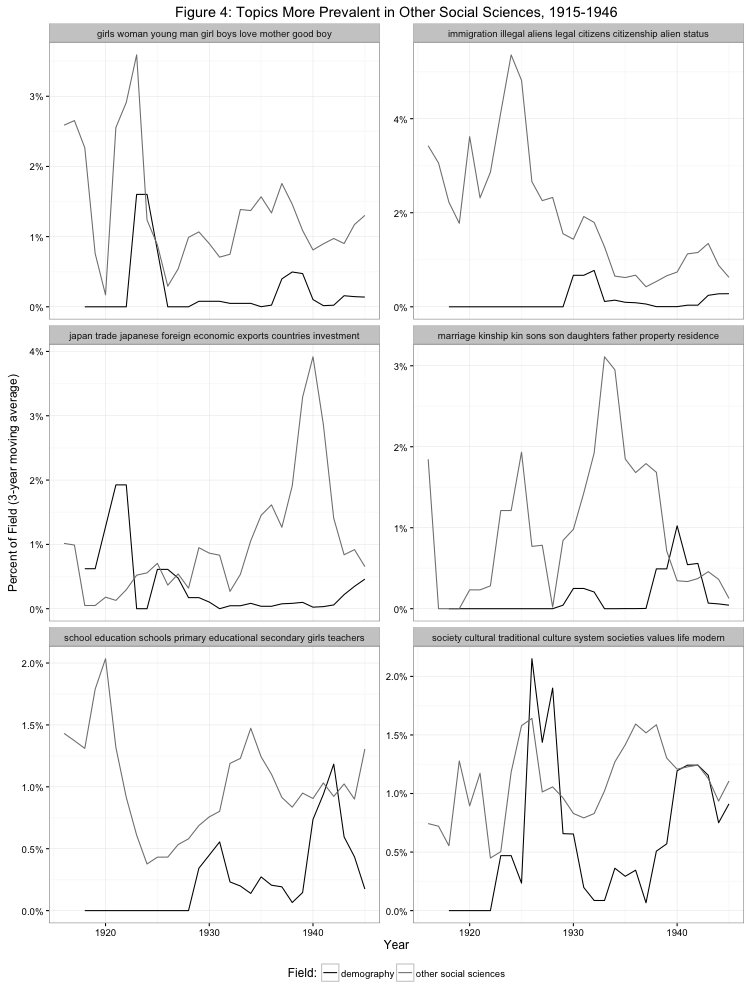 Figure 4: Topics More Prevalent in Other Social Sciences, 1915-1946
girls woman young man girl boys love mother good boy
immigration illegal aliens legal citizens citizenship alien status
3%
2%
1%
0%
4%
2%
0%
japan trade japanese foreign economic exports countries investment
marriage kinship kin sons son daughters father property residence
4%
3%
2%
1%
0%
3%
2%
1%
0%
Percent of Field (3-year moving average)
school education schools primary educational secondary girls teachers
society cultural traditional culture system societies values life modern
2.0%
1.5%
1.0%
0.5%
0.0%
2.0%
1.5%
1.0%
0.5%
0.0%
1920 1930 1940
1920 1930 1940
Year
Field: demography other social sciences